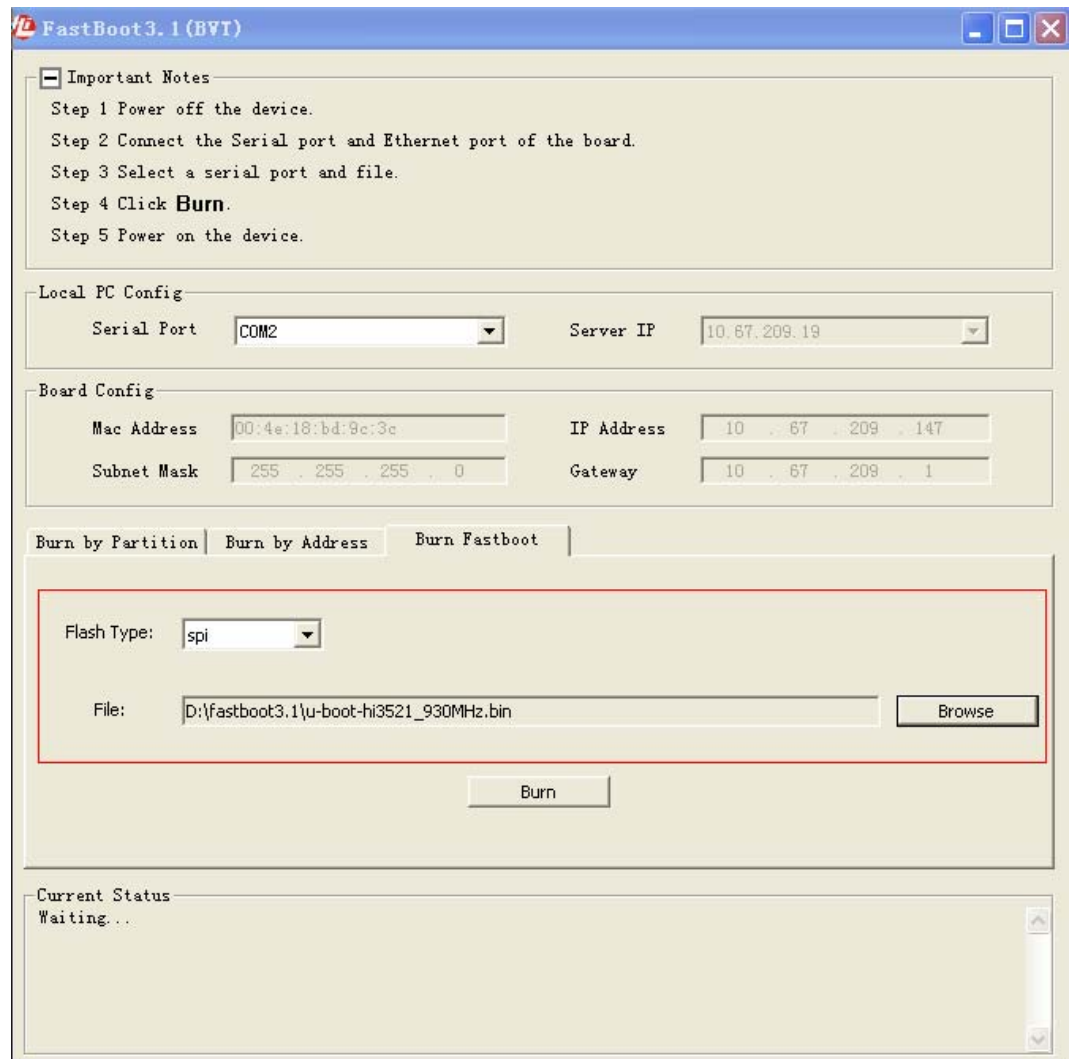 FastBoot3.1(BVT)
Important Notes
Step 1 Power off the device.
Step 2 Connect the Serial port and Ethernet port of the board.
Step 3 Select a serial port and file.
Step 4 Click Burn.
Step 5 Power on the device.
Local PC Config
Serial Port COM2 Server IP 10.67.209.19
Board Config
Mac Address 00:4e:18:bd:9c:3c IP Address 10 . 67 . 209 . 147
Subnet Mask 255 . 255 . 255 . 0 Gateway 10 . 67 . 209 . 1
Burn by Partition Burn by Address Burn Fastboot
Flash Type: spi
File: D:\fastboot3.1\u-boot-hi3521_930MHz.bin Browse
Burn
Current Status
Waiting...